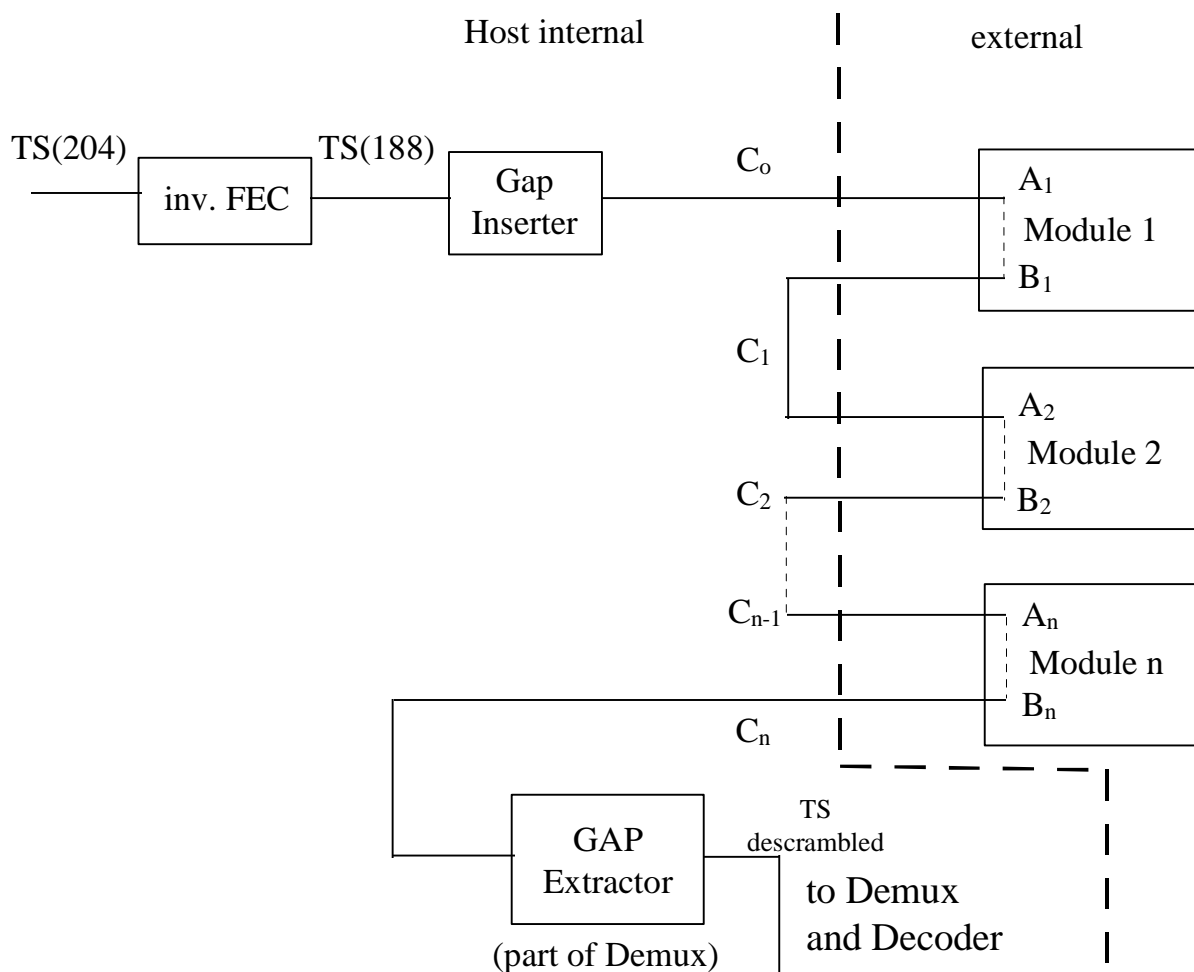 Host internal
external
TS(204)
TS(188)
inv. FEC
Gap
Inserter
Co
A1
Module 1
B1
C1
A2
Module 2
C2
B2
Cn-1
An
Module n
Bn
Cn
GAP
Extractor
TS
descrambled
to Demux
and Decoder
(part of Demux)